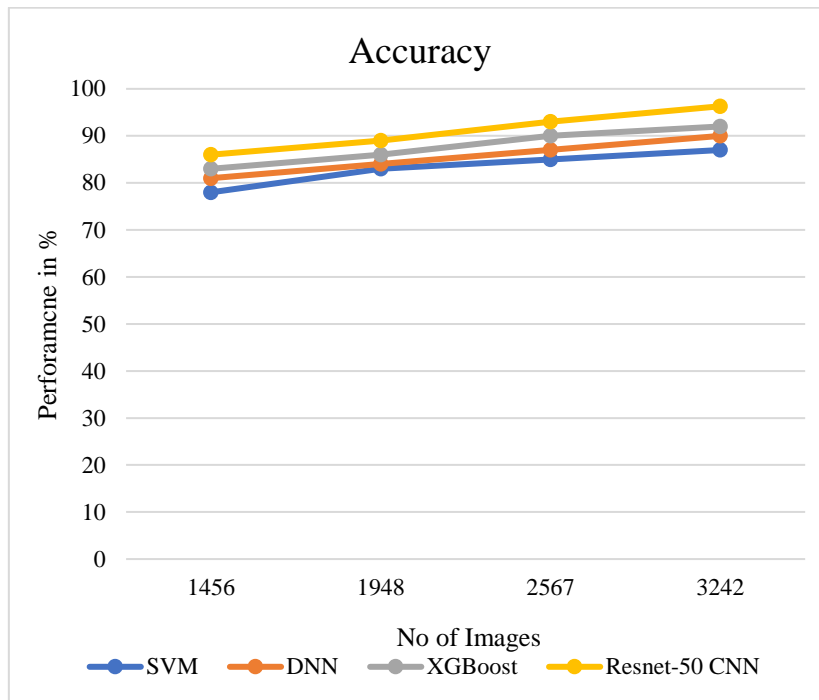 Accuracy
100
90
80
70
60
50
40
30
20
10
0
Perforamcne in %
1456 1948 2567 3242
No of Images
SVM DNN XGBoost Resnet-50 CNN